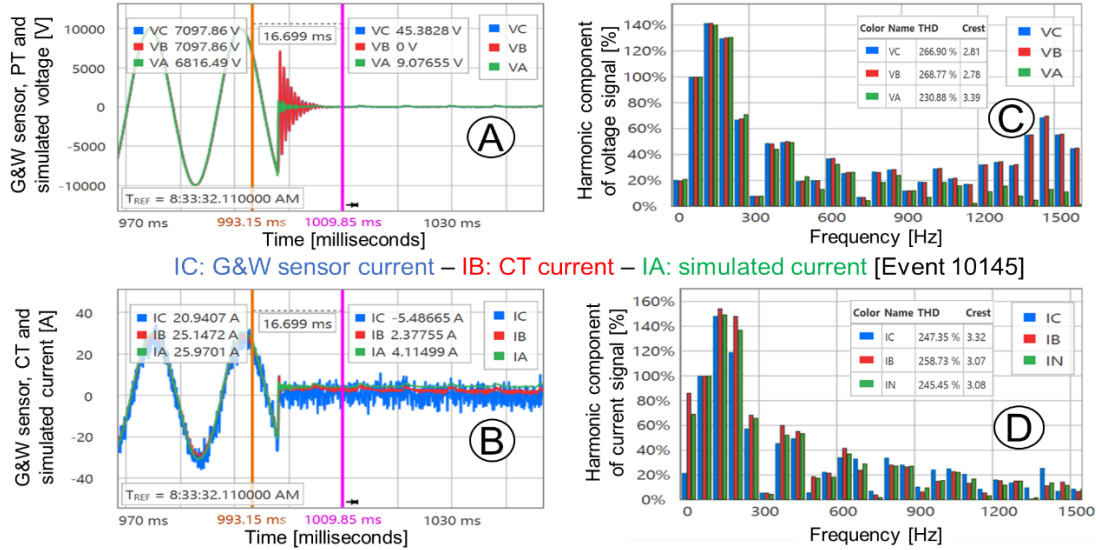 G&W sensor, PT and
simulated voltage [V]
10000
5000
0
-5000
-10000
VC 7097.86 V
VB 7097.86 V
VA 6816.49 V
16.699 ms
VC 45.3828 V
VB 0 V
VA 9.07655 V
VC
VB
VA
A
TREF = 8:33:32.110000 AM
970 ms
993.15 ms
1009.85 ms
1030 ms
Time [milliseconds]
Harmonic component
of voltage signal [%]
140%
120%
100%
80%
60%
40%
20%
0%
Color Name THD Crest
VC 266.90 % 2.81
VB 268.77 % 2.78
VA 230.88 % 3.39
VC
VB
VA
C
0 300 600 900 1200 1500
Frequency [Hz]
IC: G&W sensor current – IB: CT current – IA: simulated current [Event 10145]
G&W sensor, CT and
simulated current [A]
40
20
0
-20
-40
IC 20.9407 A
IB 25.1472 A
IA 25.9701 A
16.699 ms
IC -5.48665 A
IB 2.37755 A
IA 4.11499 A
IC
IB
IA
B
TREF = 8:33:32.110000 AM
970 ms
993.15 ms
1009.85 ms
1030 ms
Time [milliseconds]
Harmonic component
of current signal [%]
160%
140%
120%
100%
80%
60%
40%
20%
0%
Color Name THD Crest
IC 247.35 % 3.32
IB 258.73 % 3.07
IN 245.45 % 3.08
IC
IB
IN
D
0 300 600 900 1200 1500
Frequency [Hz]